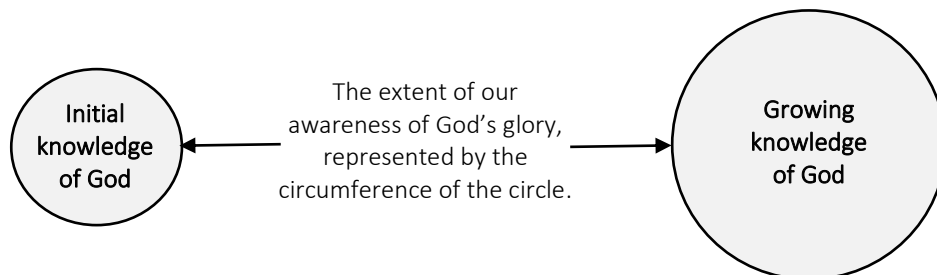 Initial
knowledge
of God
The extent of our
awareness of God’s glory,
represented by the
circumference of the circle.
Growing
knowledge
of God